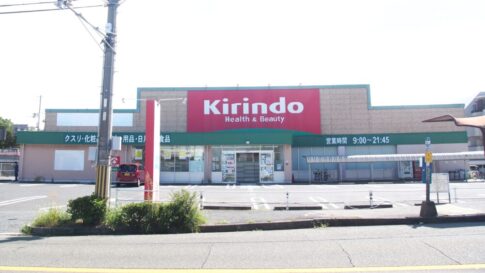 Kirindo
Health & Beauty
クスリ・化粧
用品・日
食品
営業時間 9:00〜21:45